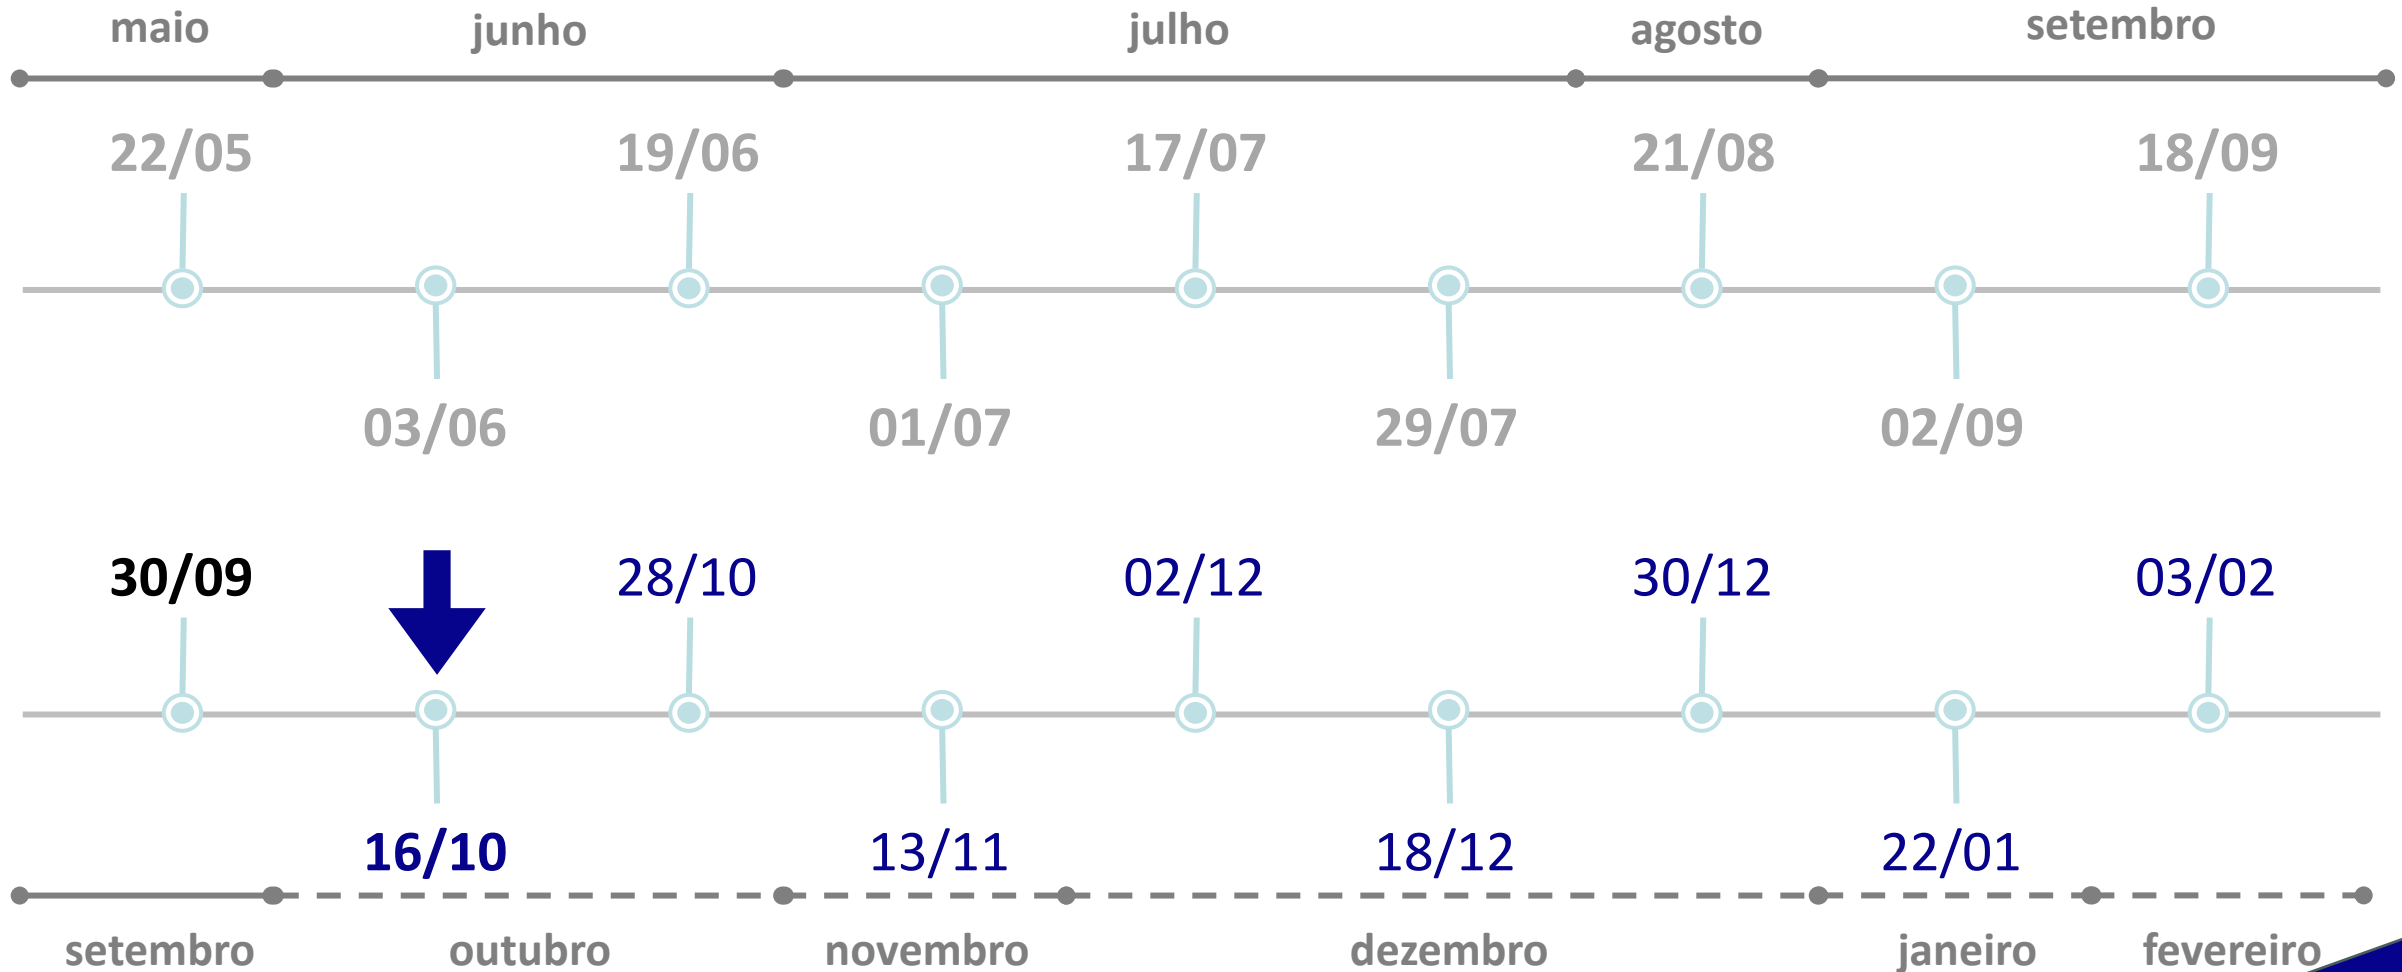 maio junho julho agosto setembro
22/05 19/06 17/07 21/08 18/09
03/06 01/07 29/07 02/09
30/09 28/10 02/12 30/12 03/02
16/10 13/11 18/12 22/01
setembro outubro novembro dezembro janeiro fevereiro